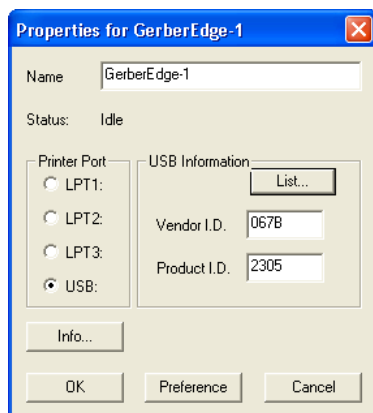 Properties for GerberEdge-1
Name GerberEdge-1
Status: Idle
Printer Port
LPT1:
LPT2:
LPT3:
USB:
USB Information
List...
Vendor I.D. 067B
Product I.D. 2305
Info...
OK Preference Cancel